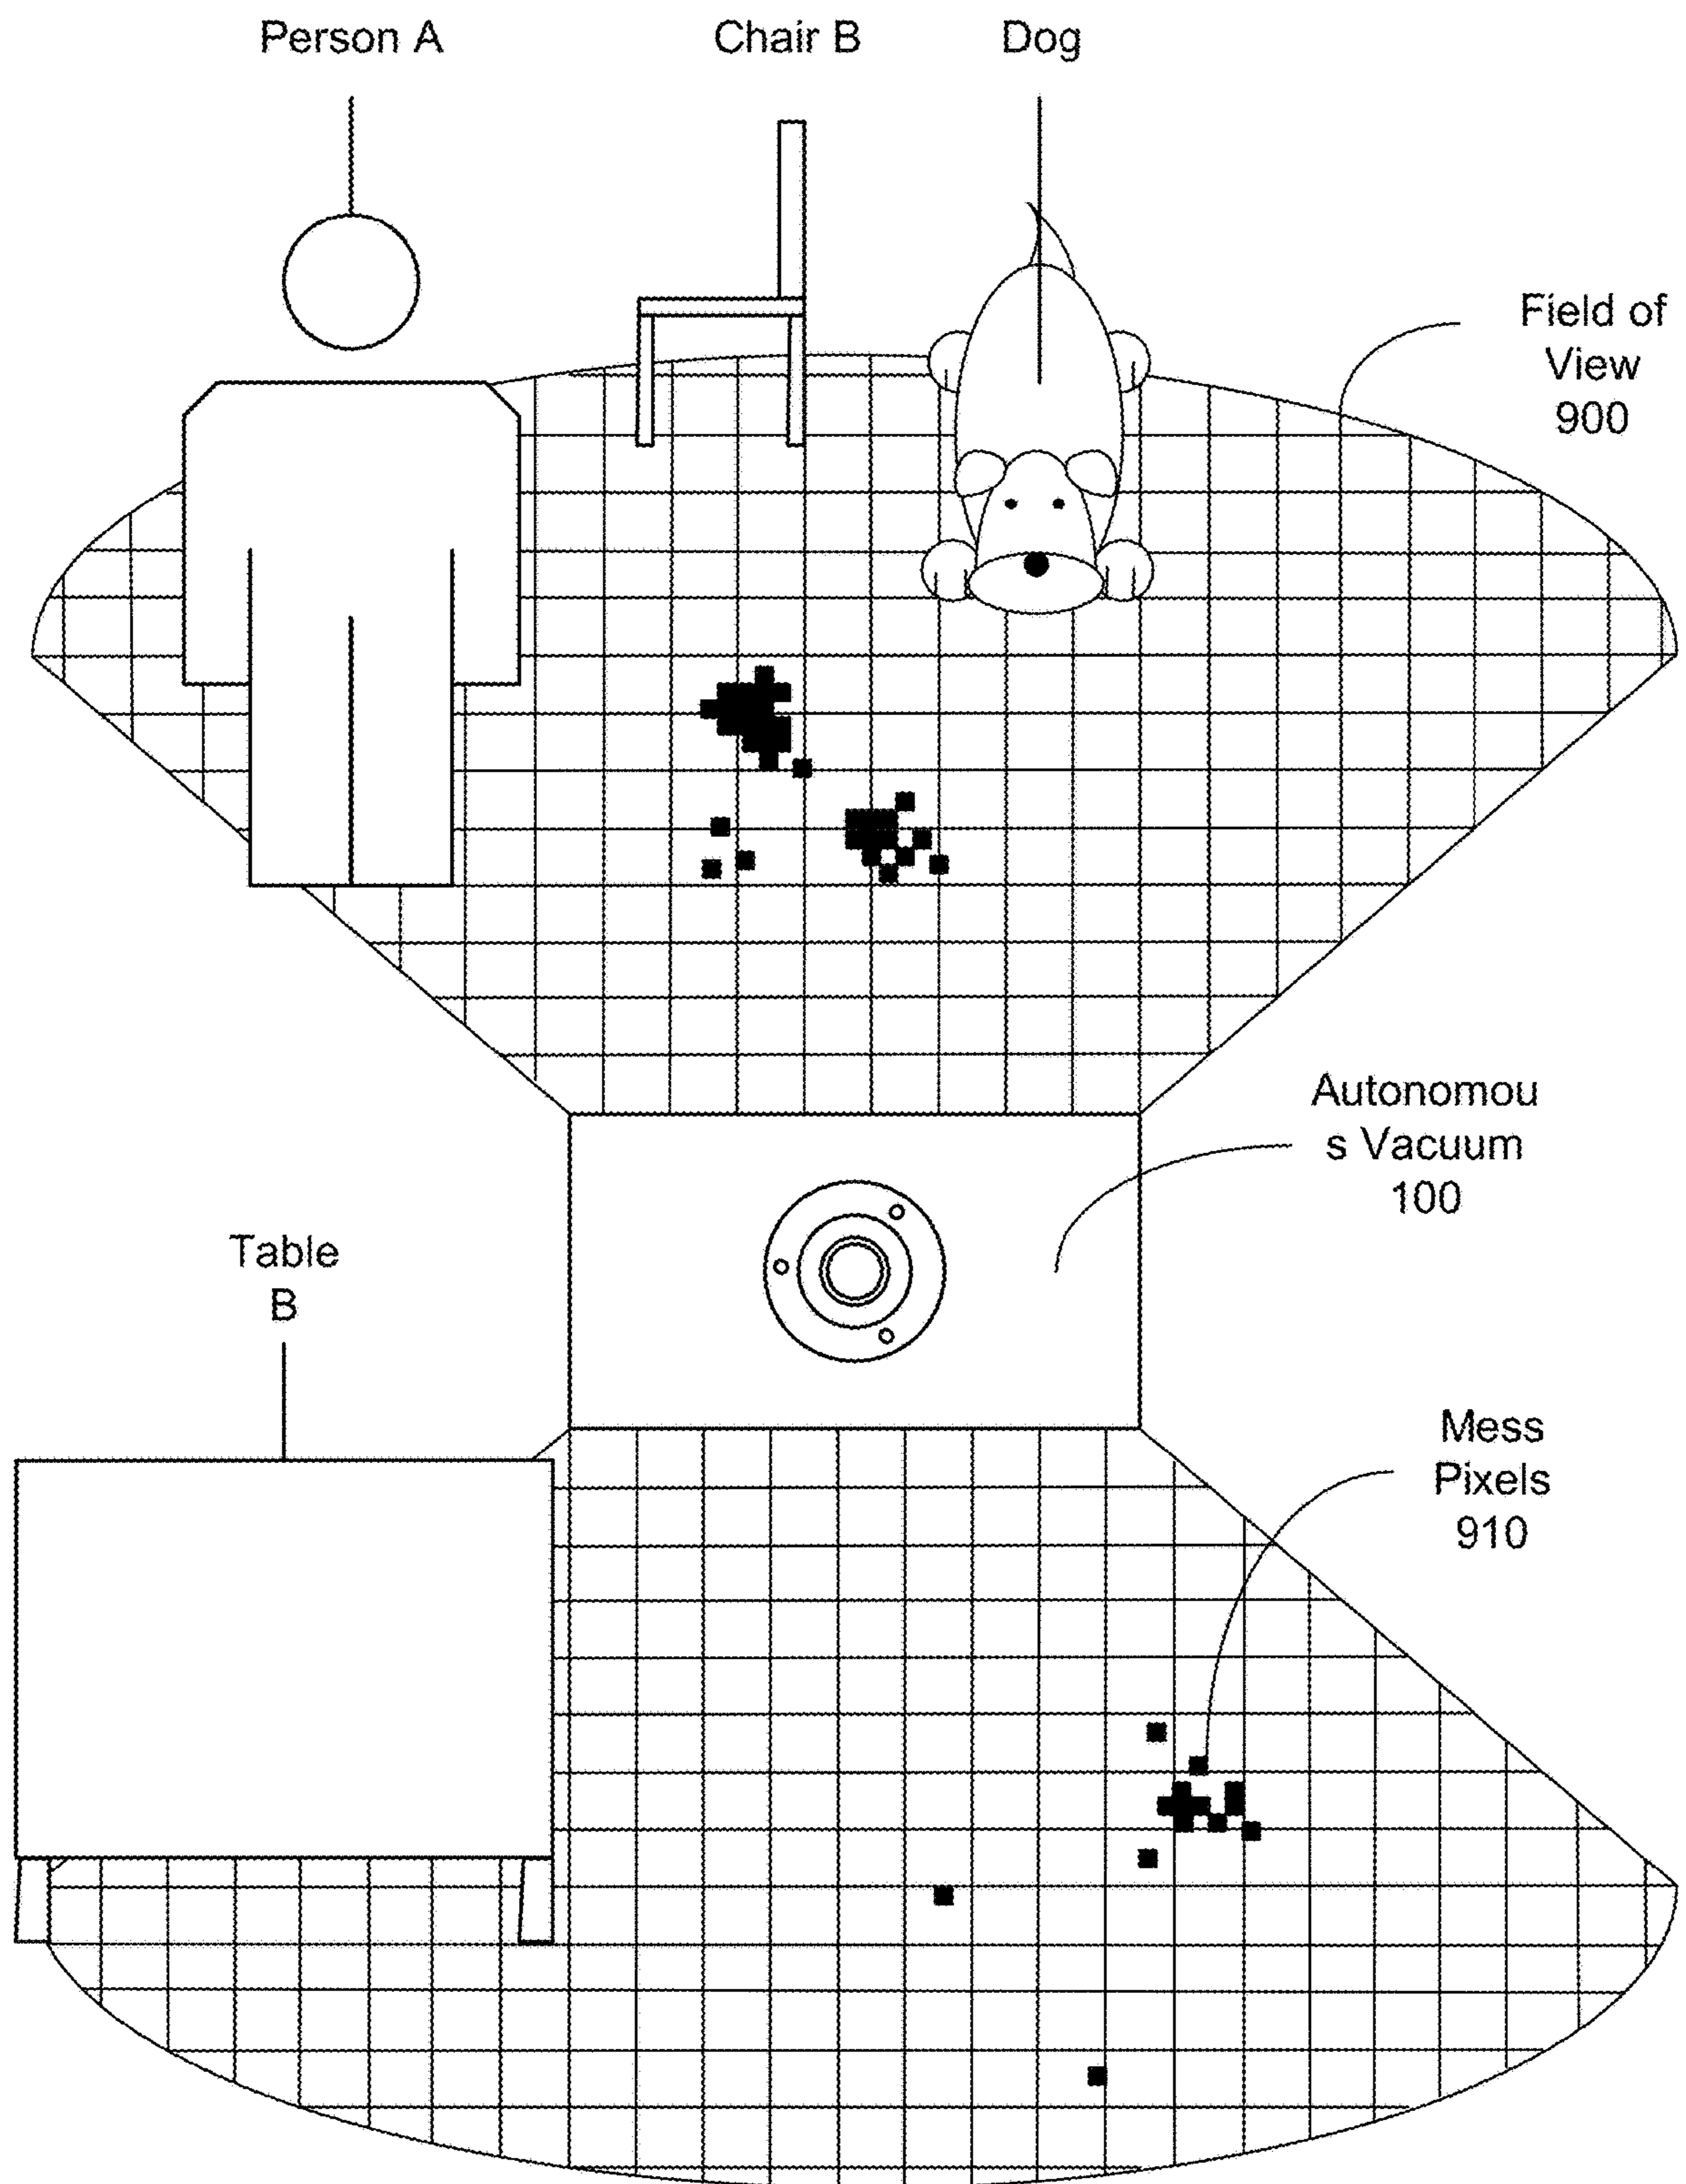 Person A
Chair B
Dog
Field of
View
900
Autonomou
s Vacuum
100
Table
B
Mess
Pixels
910